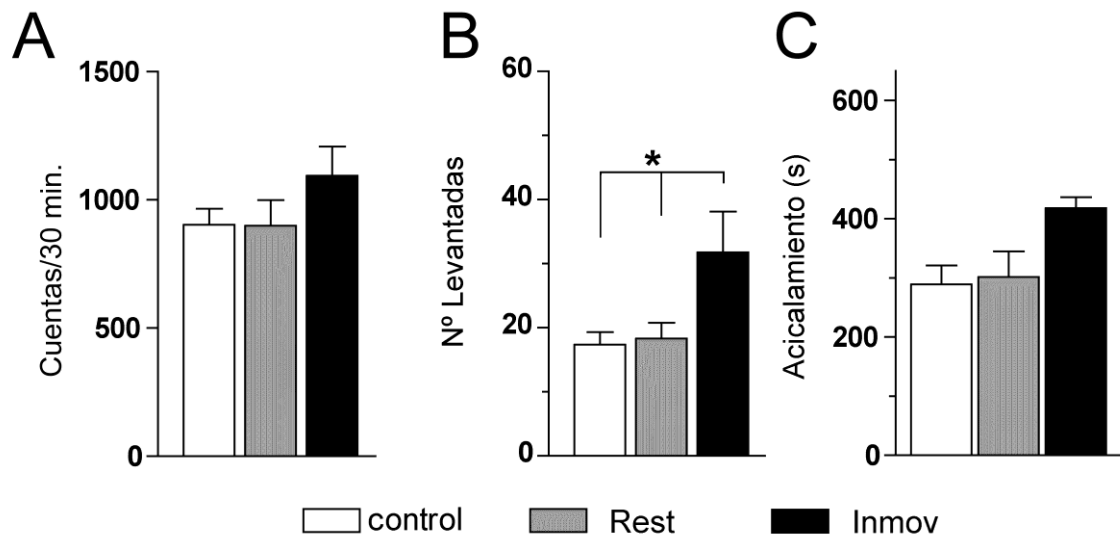 A
Cuentas/30 min.
1500
1000
500
0
B
Nº Levantadas
60
40
20
0
*
C
Acicalamiento (s)
600
400
200
0
control
Rest
Inmov